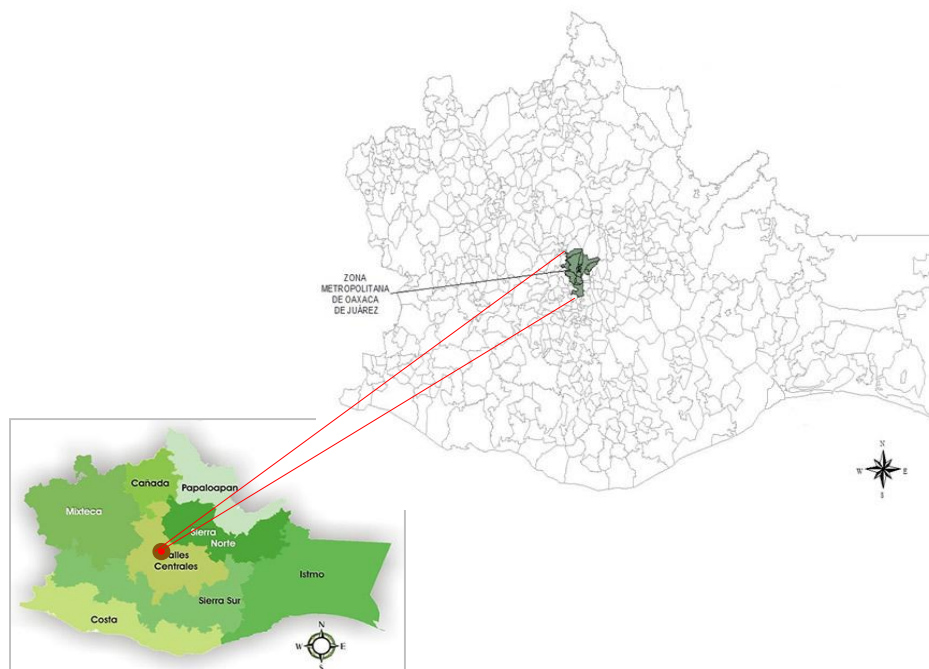 ZONA
METROPOLITANA
DE OAXACA
DE JUÁREZ
N
W E
S
Cañada
Papaloapan
Mixteca
Sierra
Norte
alles
Centrales
Istmo
Sierra Sur
Costa
N
W E
S